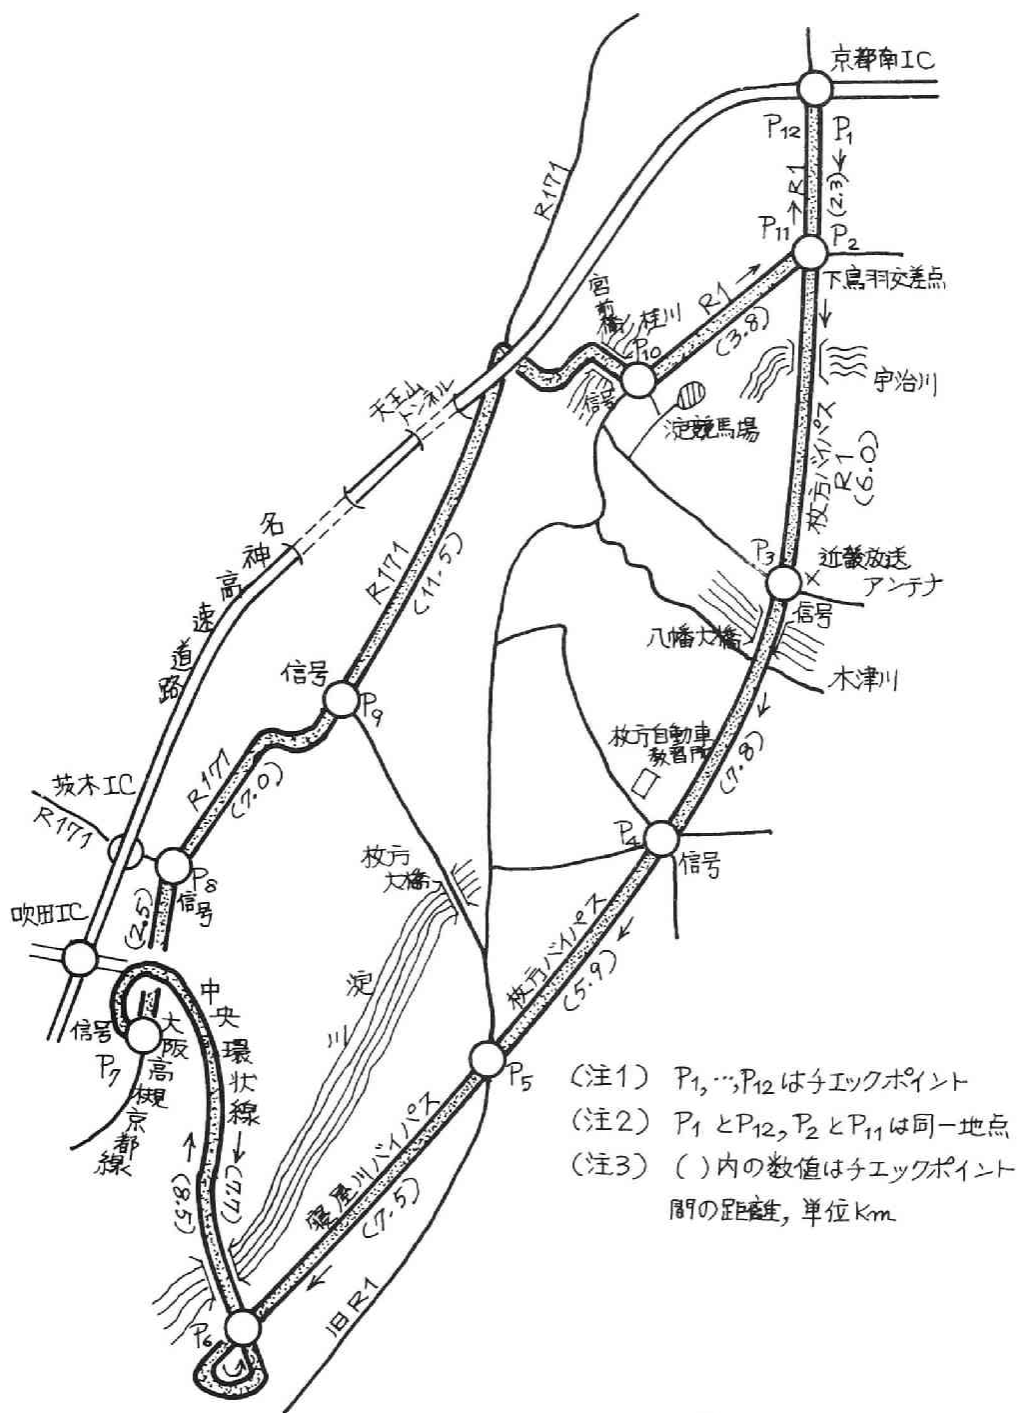 京都南IC
P12
P1
R1
(2.3)
P11
P2
下鳥羽交差点
R171
宮前橋
桂川
R1
(3.8)
P10
信号
淀競馬場
宇治川
枚方バイパス
R1
(6.0)
天王山
トンネル
名神高速道路
R171
(11.5)
P3
近畿放送
アンテナ
信号
八幡大橋
木津川
信号
P9
枚方自動車
教習所
(7.8)
茨木IC
R171
R171
(7.0)
P4
信号
枚方
大橋
P8
信号
(2.5)
吹田IC
枚方バイパス
(5.9)
淀川
中央環状線
信号
P7
大阪高槻京都線
P5
(7.7)
(8.5)
寝屋川バイパス
(7.5)
旧R1
P6
(注1) P1,…,P12はチェックポイント
(注2) P1とP12,P2とP11は同一地点
(注3) ( )内の数値はチエックポイント
間の距離,単位Km